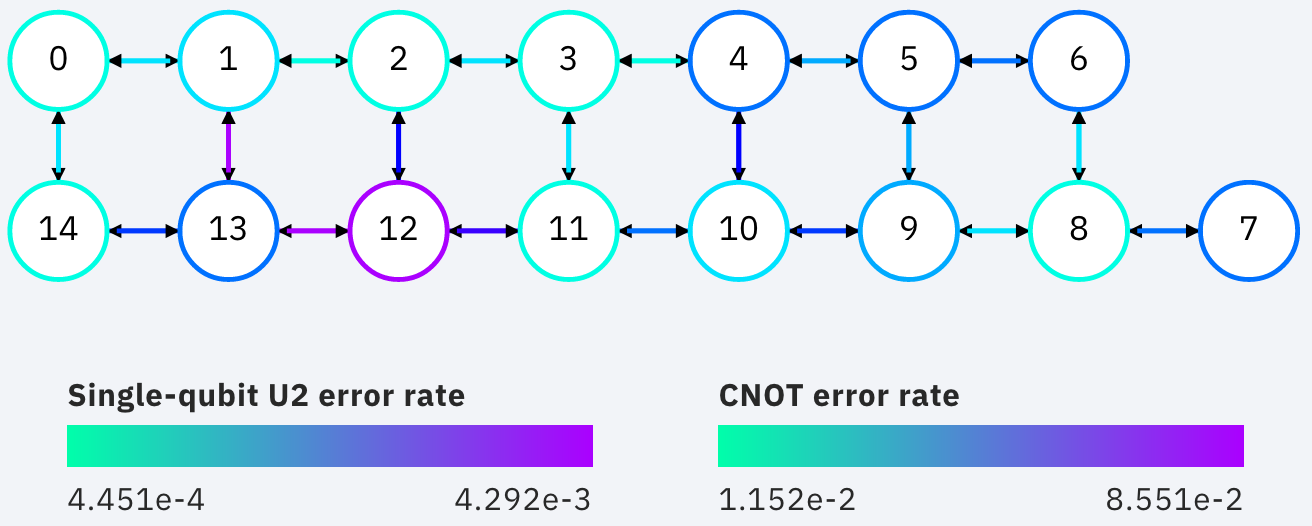 0 1 2 3 4 5 6
14 13 12 11 10 9 8 7
Single-qubit U2 error rate CNOT error rate
4.451e-4 4.292e-3 1.152e-2 8.551e-2